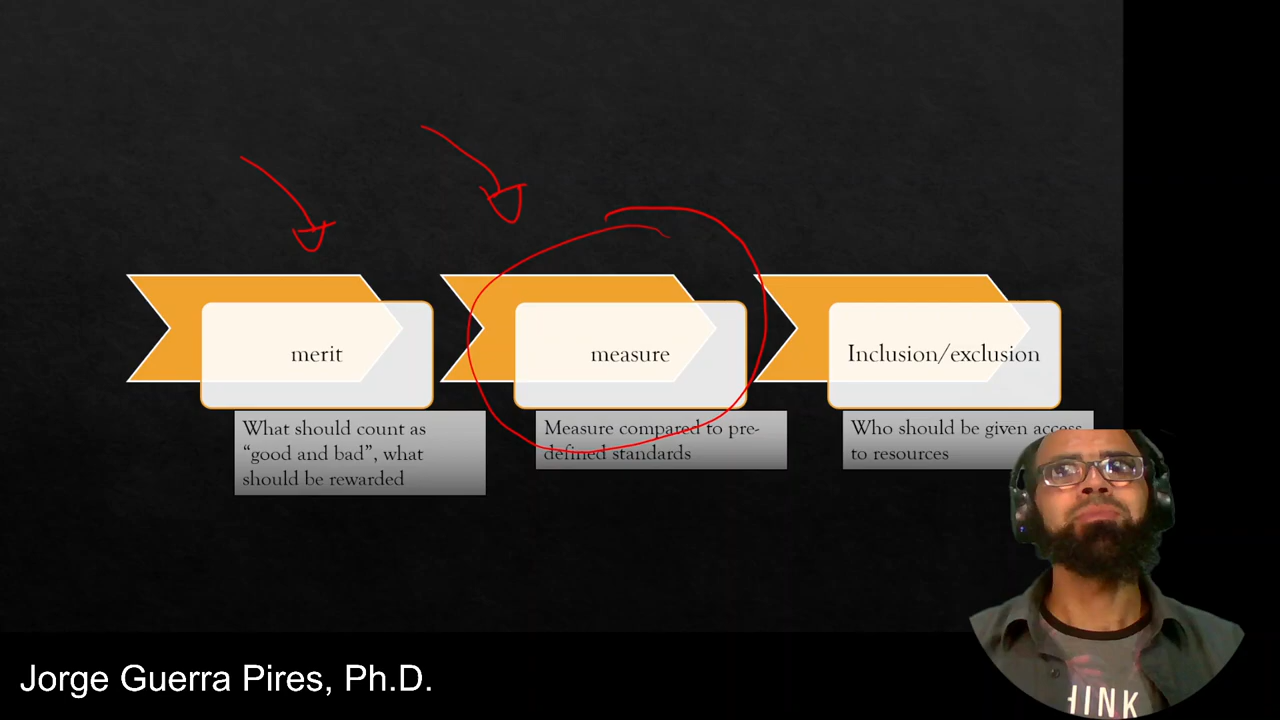 merit
What should count as
“good and bad”, what
should be rewarded
measure
Measure compared to pre-
defined standards
Inclusion/exclusion
Who should be given access
to resources
HINK
Jorge Guerra Pires, Ph.D.